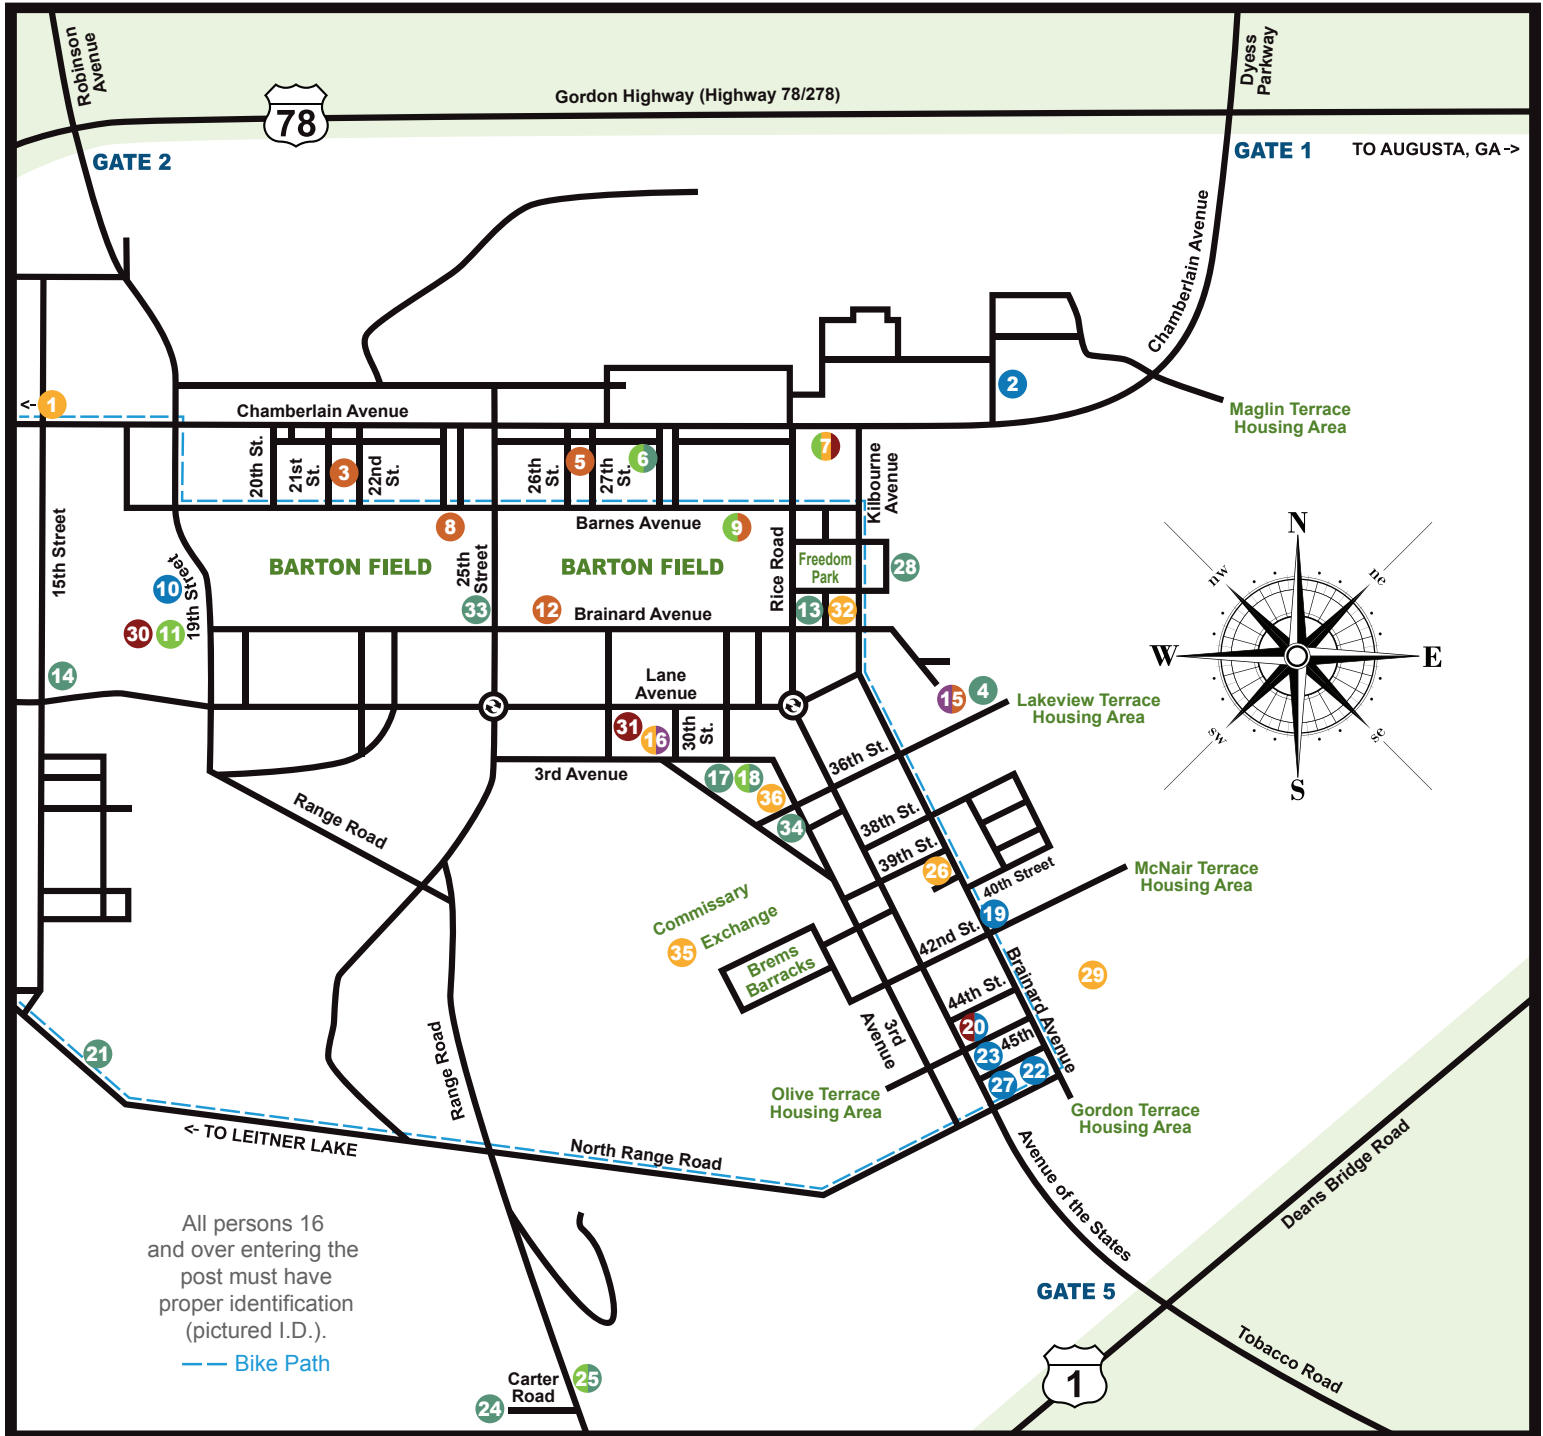 Robinson
Avenue
Dyess
Parkway
Gordon Highway (Highway 78/278)
78
GATE 2
GATE 1
TO AUGUSTA, GA ->
Chamberlain Avenue
<-
1
2
Chamberlain Avenue
Maglin Terrace
Housing Area
20th St.
21st
St.
3
22nd
St.
26th
St.
5
27th
St.
6
7
Kilbourne
Avenue
15th Street
8
Barnes Avenue
9
BARTON FIELD
25th
Street
BARTON FIELD
Rice Road
Freedom
Park
28
10
19th Street
30
11
33
12
Brainard Avenue
13
32
N
ne
E
se
S
sw
W
nw
14
Lane
Avenue
15
4
Lakeview Terrace
Housing Area
31
16
30th
St.
3rd Avenue
17
18
36
34
36th St.
38th St.
39th St.
26
40th Street
McNair Terrace
Housing Area
Range Road
Commissary
Exchange
35
Brems
Barracks
19
42nd St.
Brainard Avenue
29
44th St.
3rd
Avenue
20
45th
23
22
27
21
Range Road
Olive Terrace
Housing Area
Gordon Terrace
Housing Area
<- TO LEITNER LAKE
North Range Road
Avenue of the States
Deans Bridge Road
All persons 16
and over entering the
post must have
proper identification
(pictured I.D.).
Bike Path
GATE 5
Tobacco Road
1
Carter
Road
25
24